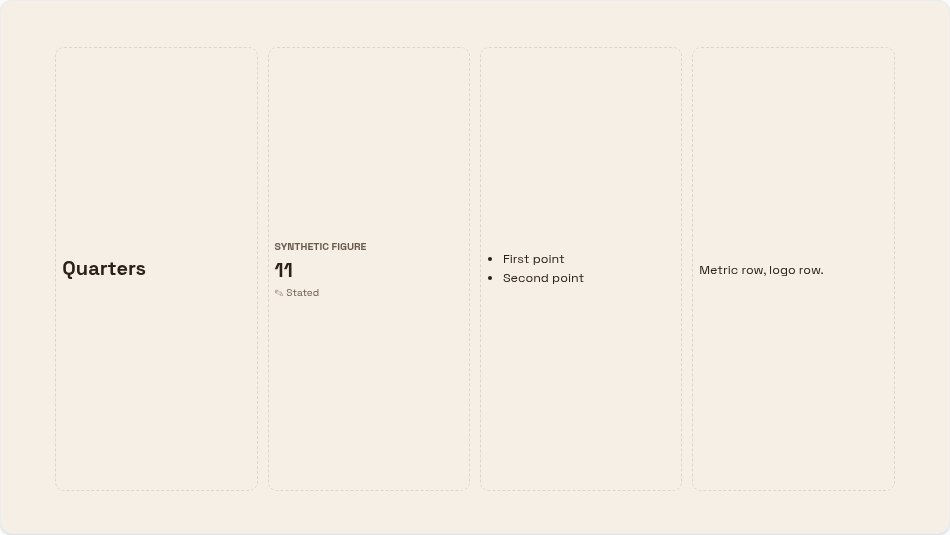 Quarters
SYNTHETIC FIGURE
11
✎ Stated
First point
Second point
Metric row, logo row.